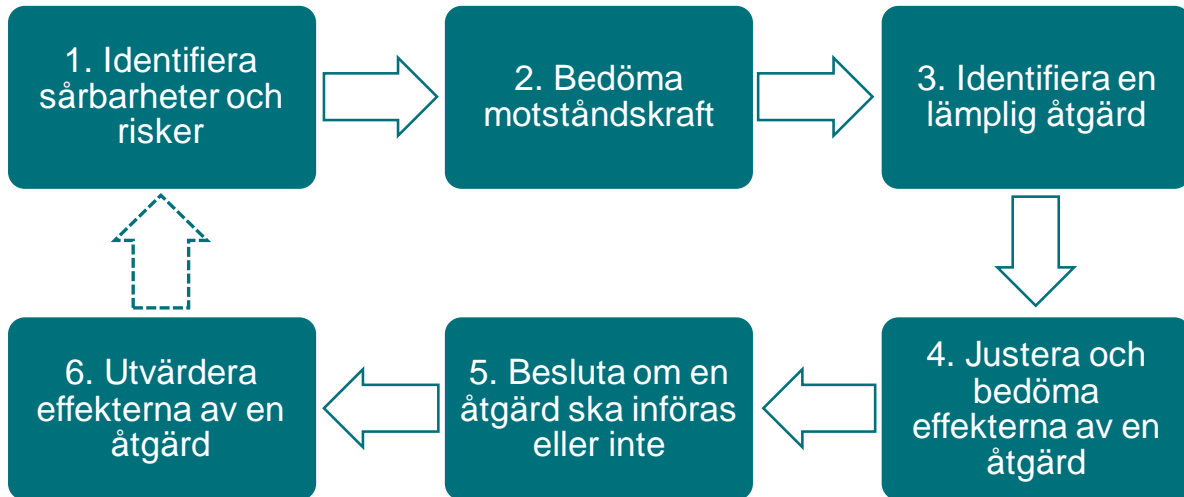 1. Identifiera
sårbarheter och
risker
2. Bedöma
motståndskraft
3. Identifiera en
lämplig åtgärd
4. Justera och
bedöma
effekterna av en
åtgärd
5. Besluta om en
åtgärd ska införas
eller inte
6. Utvärdera
effekterna av en
åtgärd